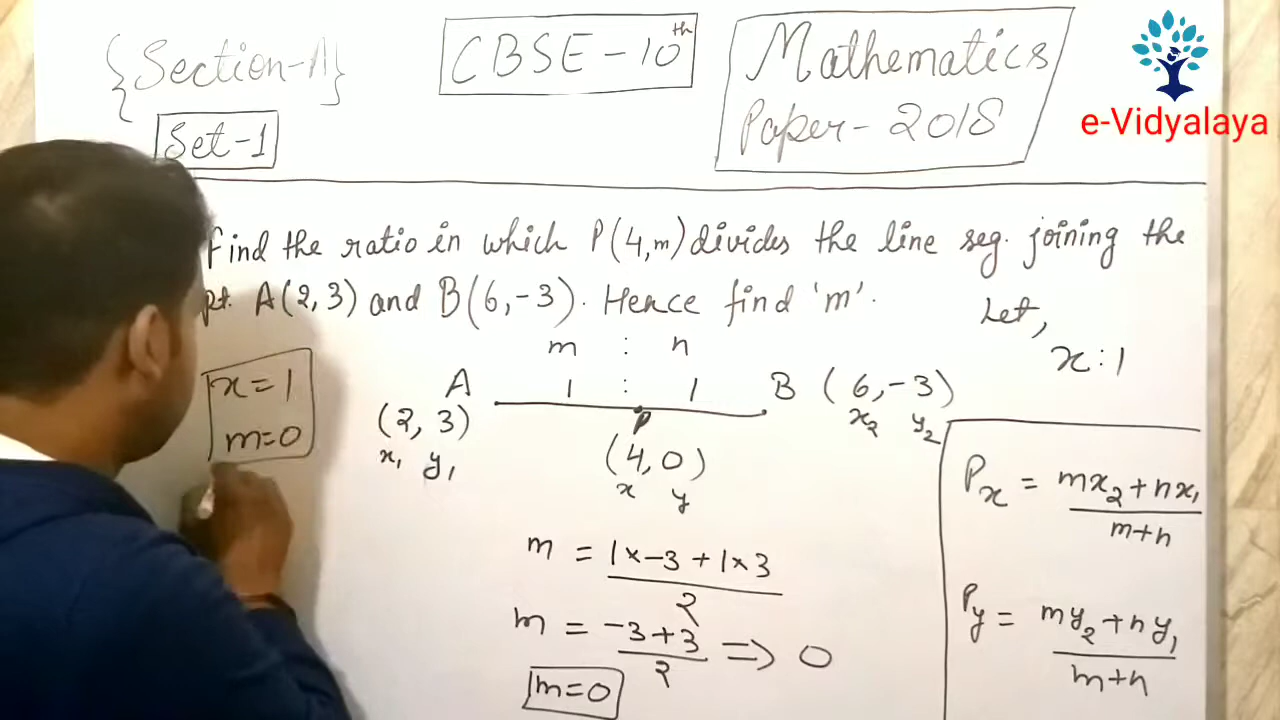 {Section-A}
Set-1
CBSE-10th
Mathematics
Paper-2018
e-Vidyalaya
Find the ratio in which P(4,m) divides the line seg. joining the
pt. A(2,3) and B(6,-3). Hence find 'm'.
Let,
x:1
x=1
m=0
m : n
A 1 : 1 B (6,-3)
x₂ y₂
(2, 3)
x₁ y₁
P
(4,0)
x y
m = 1×-3+1×3
2
m = -3+3 ⇒ 0
2
m=0
Pₓ = mx₂+nx₁
m+n
Pᵧ = my₂+ny₁
m+n